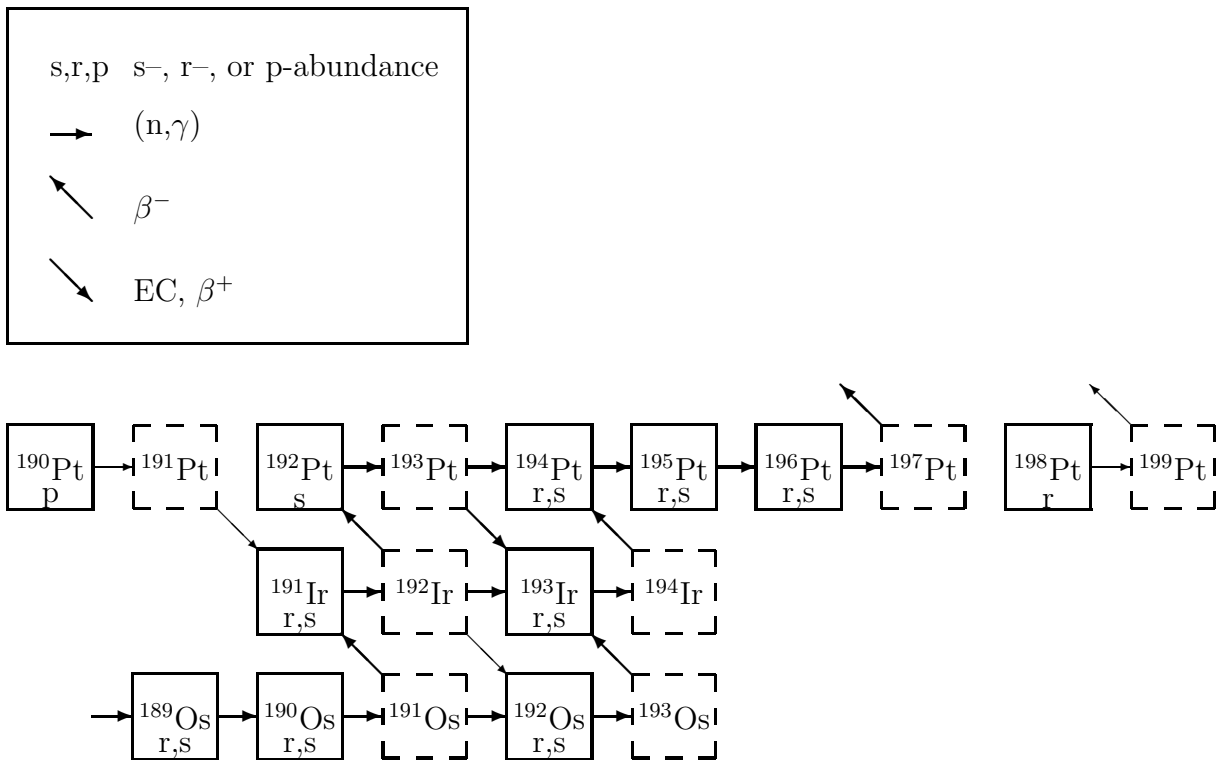 s,r,p s–, r–, or p-abundance
(n,γ)
β⁻
EC, β⁺
¹⁹⁰Pt ¹⁹¹Pt ¹⁹²Pt ¹⁹³Pt ¹⁹⁴Pt ¹⁹⁵Pt ¹⁹⁶Pt ¹⁹⁷Pt ¹⁹⁸Pt ¹⁹⁹Pt
p s r,s r,s r,s r
¹⁹¹Ir ¹⁹²Ir ¹⁹³Ir ¹⁹⁴Ir
r,s r,s
¹⁸⁹Os ¹⁹⁰Os ¹⁹¹Os ¹⁹²Os ¹⁹³Os
r,s r,s r,s